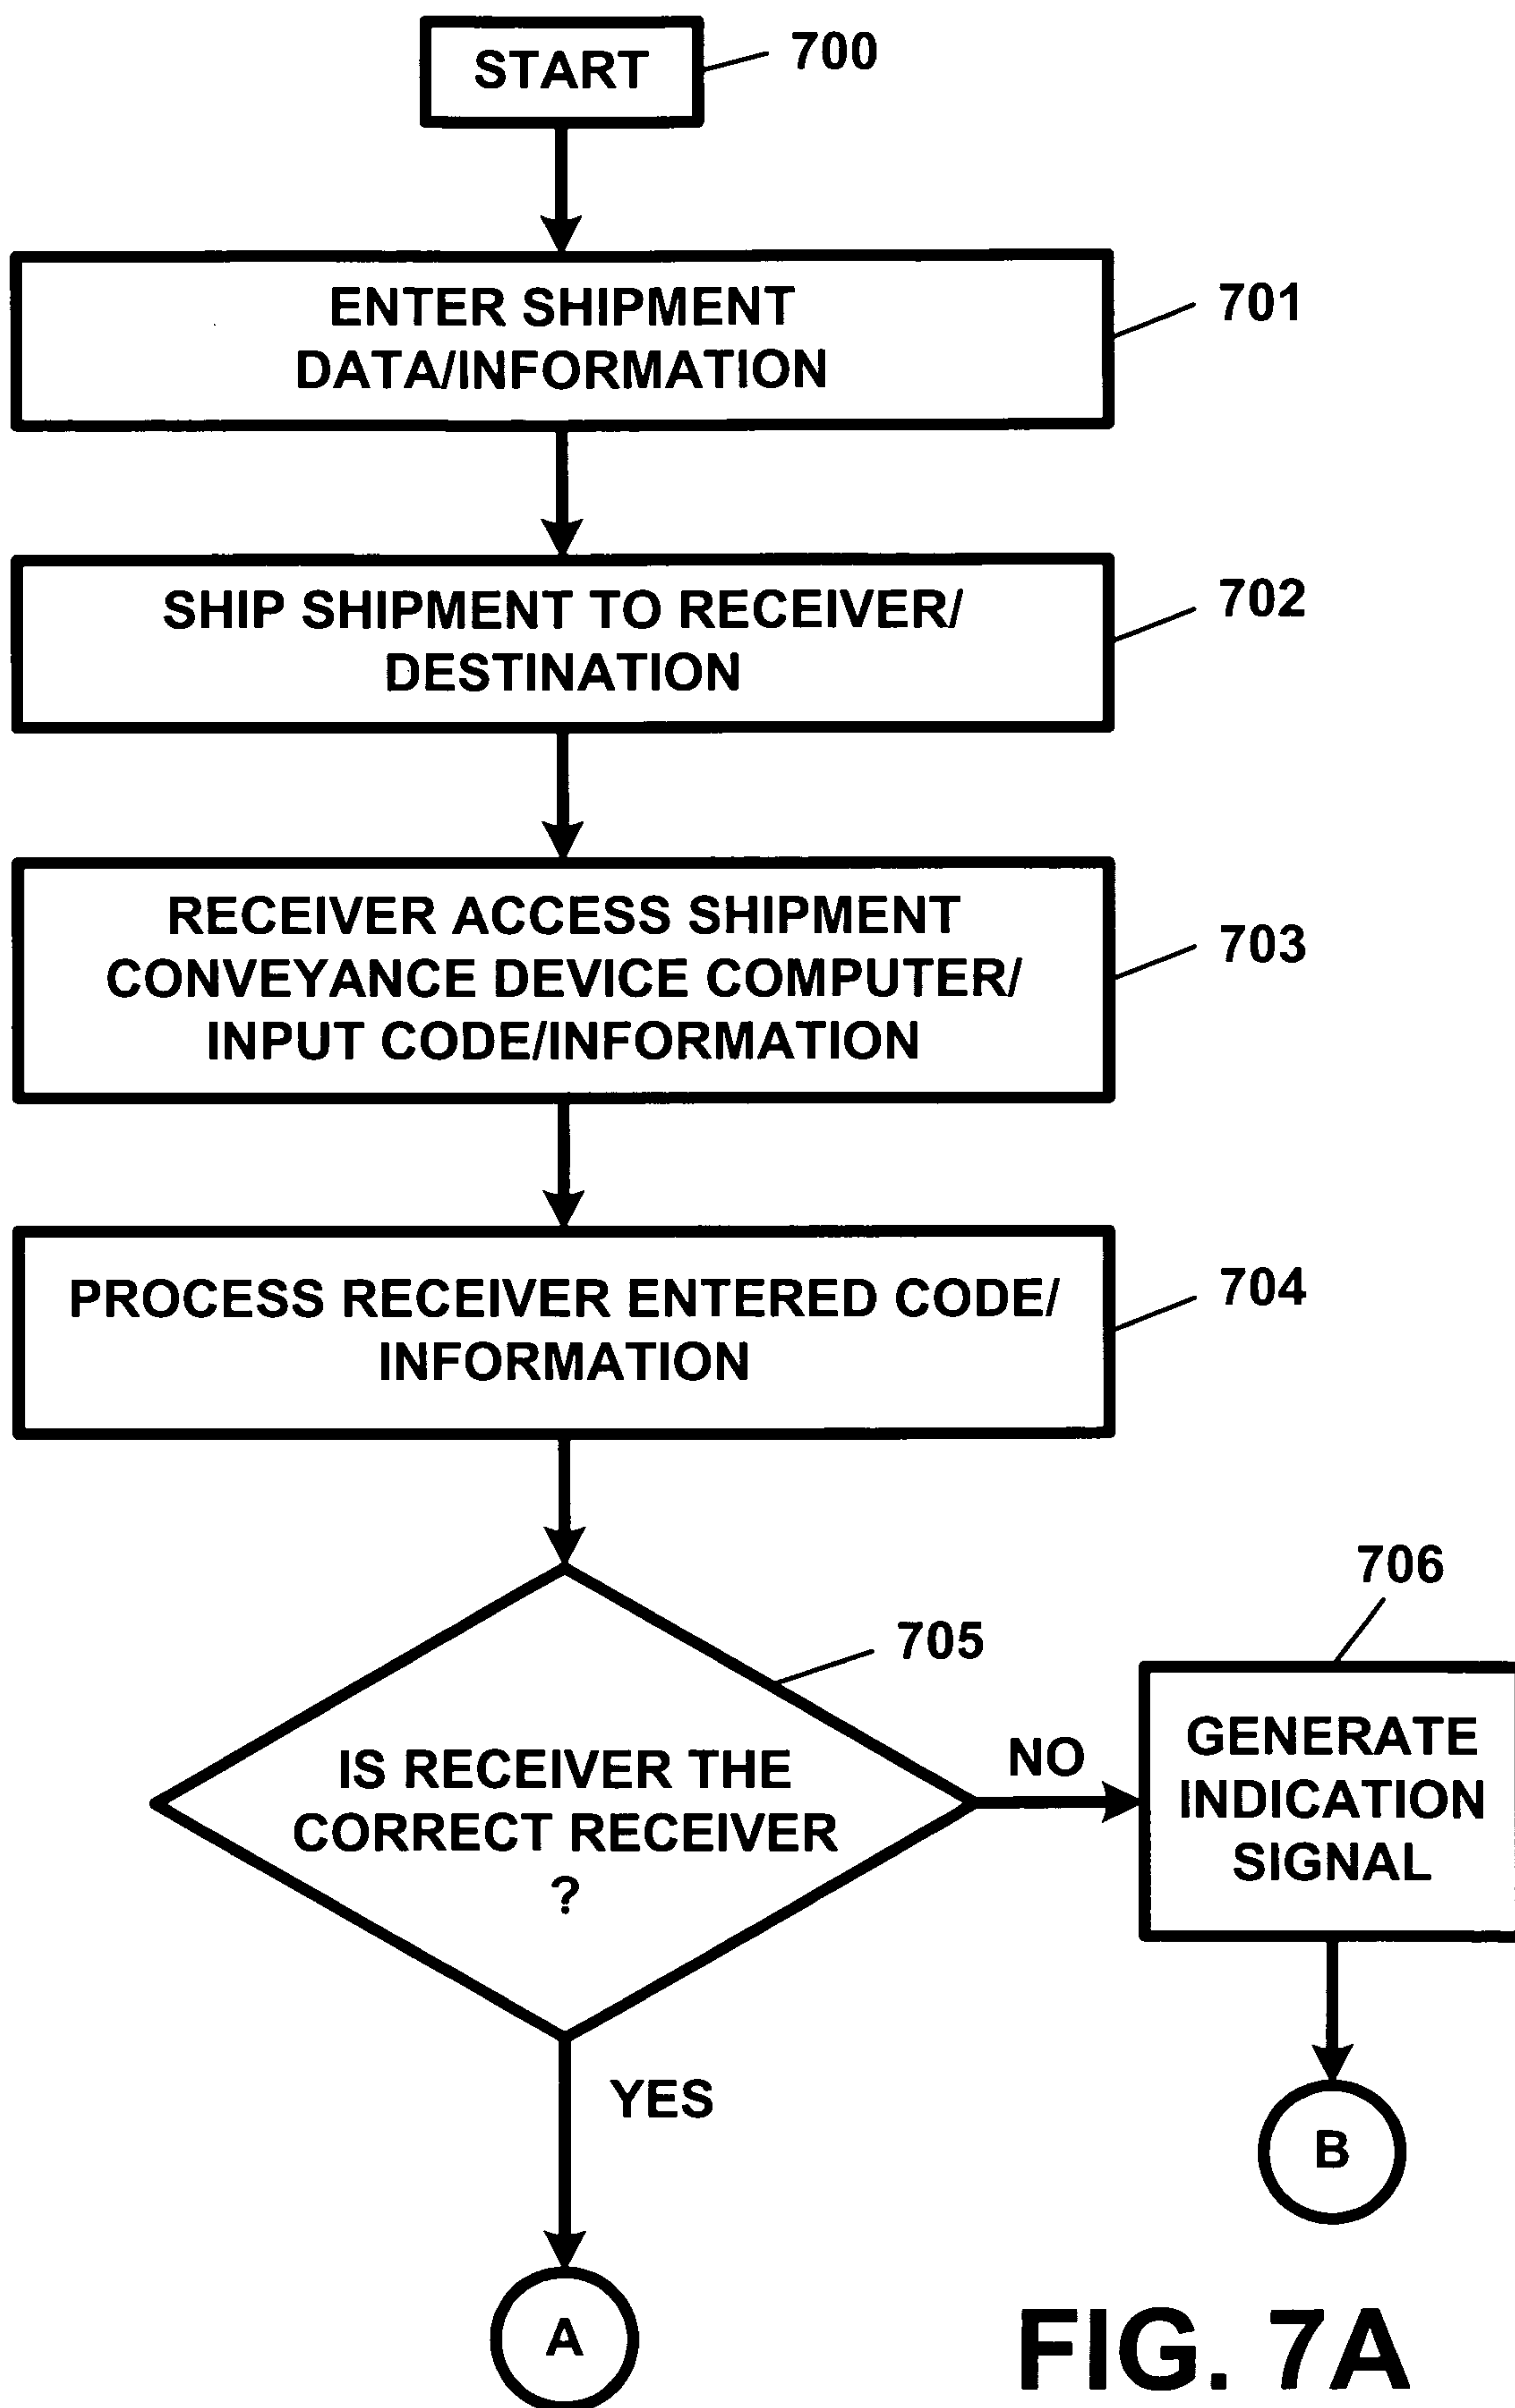 START
700
ENTER SHIPMENT
DATA/INFORMATION
701
SHIP SHIPMENT TO RECEIVER/
DESTINATION
702
RECEIVER ACCESS SHIPMENT
CONVEYANCE DEVICE COMPUTER/
INPUT CODE/INFORMATION
703
PROCESS RECEIVER ENTERED CODE/
INFORMATION
704
IS RECEIVER THE
CORRECT RECEIVER
?
705
NO
706
GENERATE
INDICATION
SIGNAL
YES
B
A
FIG. 7A